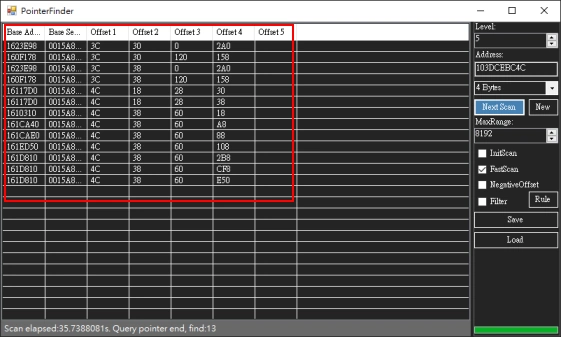 PointerFinder
Base Ad... Base Se... Offset 1 Offset 2 Offset 3 Offset 4 Offset 5
1623E98 0015A8... 3C 30 0 2A0
160F178 0015A8... 3C 30 120 158
1623E98 0015A8... 3C 38 0 2A0
160F178 0015A8... 3C 38 120 158
16117D0 0015A8... 4C 18 28 30
16117D0 0015A8... 4C 18 28 38
1610310 0015A8... 4C 38 60 18
161CA40 0015A8... 4C 38 60 A8
161CAE0 0015A8... 4C 38 60 88
161ED50 0015A8... 4C 38 60 108
161D810 0015A8... 4C 38 60 2B8
161D810 0015A8... 4C 38 60 CF8
161D810 0015A8... 4C 38 60 E50
Scan elapsed:35.7388081s. Query pointer end, find:13
Level:
5
Address:
103DCEBC4C
4 Bytes
Next Scan New
MaxRange:
8192
InitScan
FastScan
NegativeOffset
Filter Rule
Save
Load